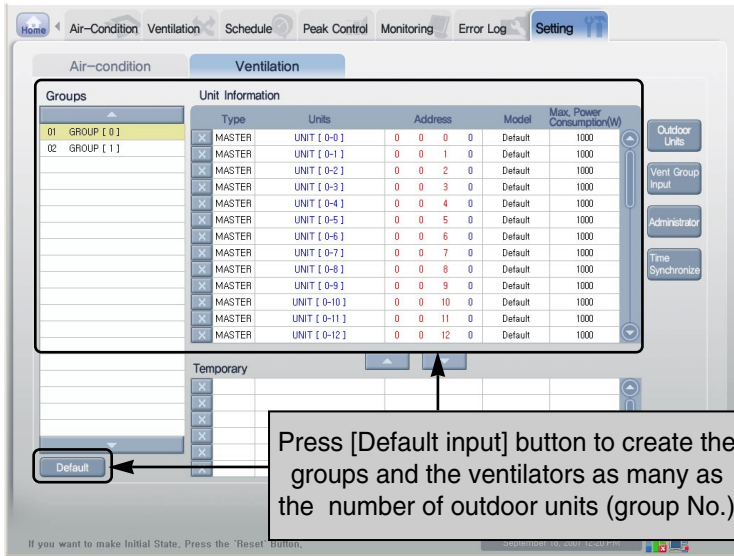 Home Air-Condition Ventilation Schedule Peak Control Monitoring Error Log Setting
Air-condition Ventilation
Groups
01 GROUP [ 0 ]
02 GROUP [ 1 ]
Unit Information
Type Units Address Model Max, Power Consumption(W)
X MASTER UNIT [ 0-0 ] 0 0 0 0 Default 1000
X MASTER UNIT [ 0-1 ] 0 0 1 0 Default 1000
X MASTER UNIT [ 0-2 ] 0 0 2 0 Default 1000
X MASTER UNIT [ 0-3 ] 0 0 3 0 Default 1000
X MASTER UNIT [ 0-4 ] 0 0 4 0 Default 1000
X MASTER UNIT [ 0-5 ] 0 0 5 0 Default 1000
X MASTER UNIT [ 0-6 ] 0 0 6 0 Default 1000
X MASTER UNIT [ 0-7 ] 0 0 7 0 Default 1000
X MASTER UNIT [ 0-8 ] 0 0 8 0 Default 1000
X MASTER UNIT [ 0-9 ] 0 0 9 0 Default 1000
X MASTER UNIT [ 0-10 ] 0 0 10 0 Default 1000
X MASTER UNIT [ 0-11 ] 0 0 11 0 Default 1000
X MASTER UNIT [ 0-12 ] 0 0 12 0 Default 1000
Outdoor
Units
Vent Group
Input
Administrator
Time
Synchronize
Temporary
X
X
X
X
X
X
Default
Press [Default input] button to create the
groups and the ventilators as many as
the number of outdoor units (group No.)
If you want to make Initial State, Press the 'Reset' Button,